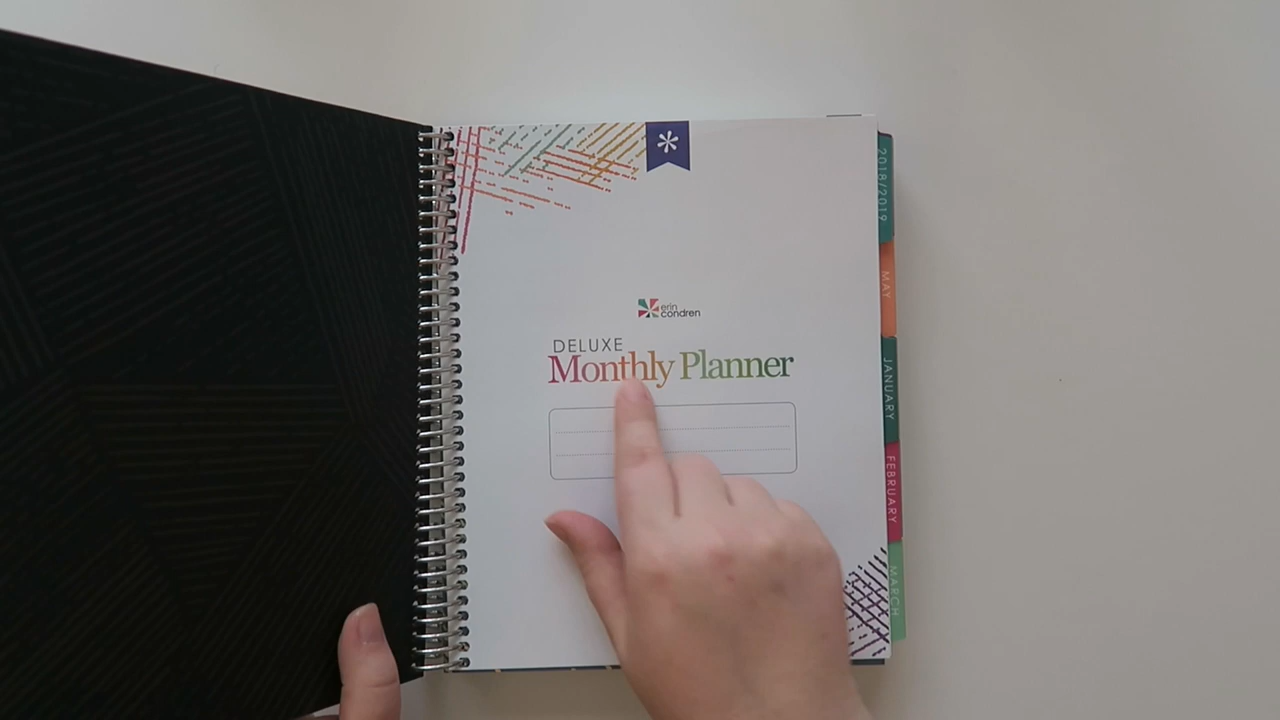 erin
condren
DELUXE
Monthly Planner
2018/2019
MAY
JANUARY
FEBRUARY
MARCH